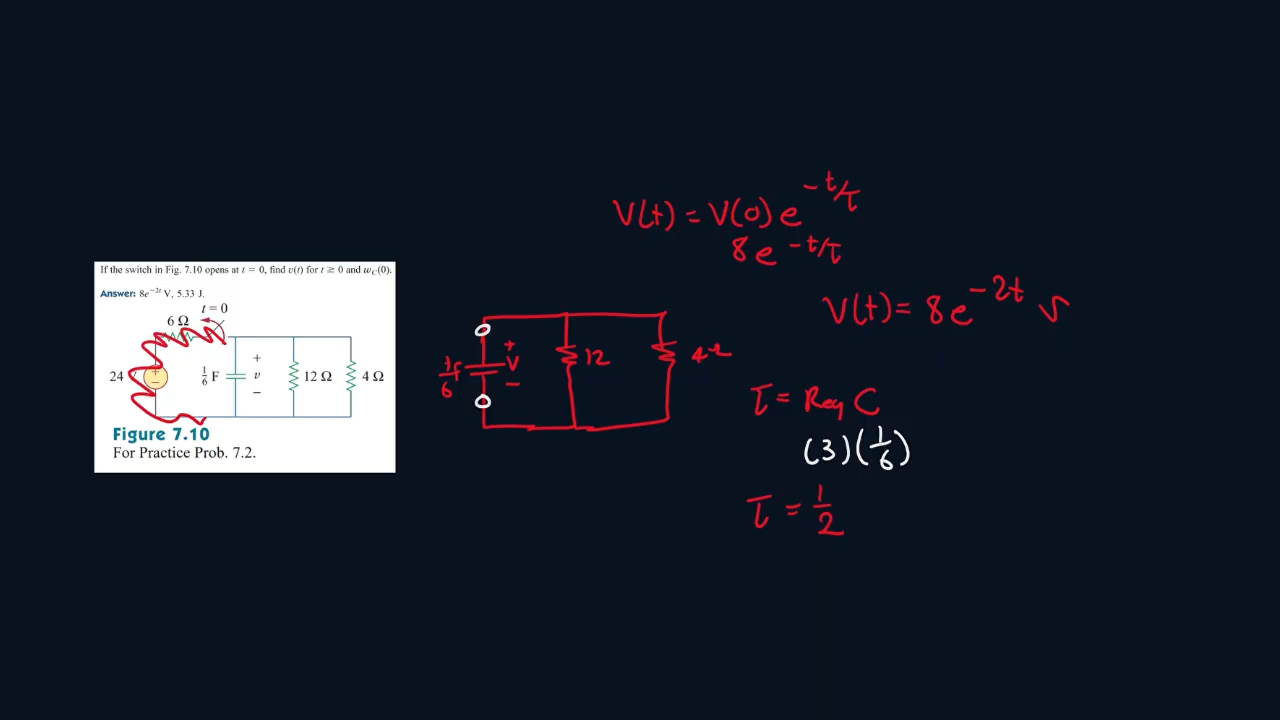 If the switch in Fig. 7.10 opens at t = 0, find v(t) for t ≥ 0 and w_C(0).
Answer: 8e^{−2t} V, 5.33 J.
t = 0
6 Ω
24
+
−
1/6 F
+
v
−
12 Ω
4 Ω
Figure 7.10
For Practice Prob. 7.2.
1/6 F
+
V
−
12
4Ω
V(t) = V(0) e^{-t/τ}
8e^{-t/τ}
V(t) = 8e^{-2t} V
τ = Req C
(3)(1/6)
τ = 1/2